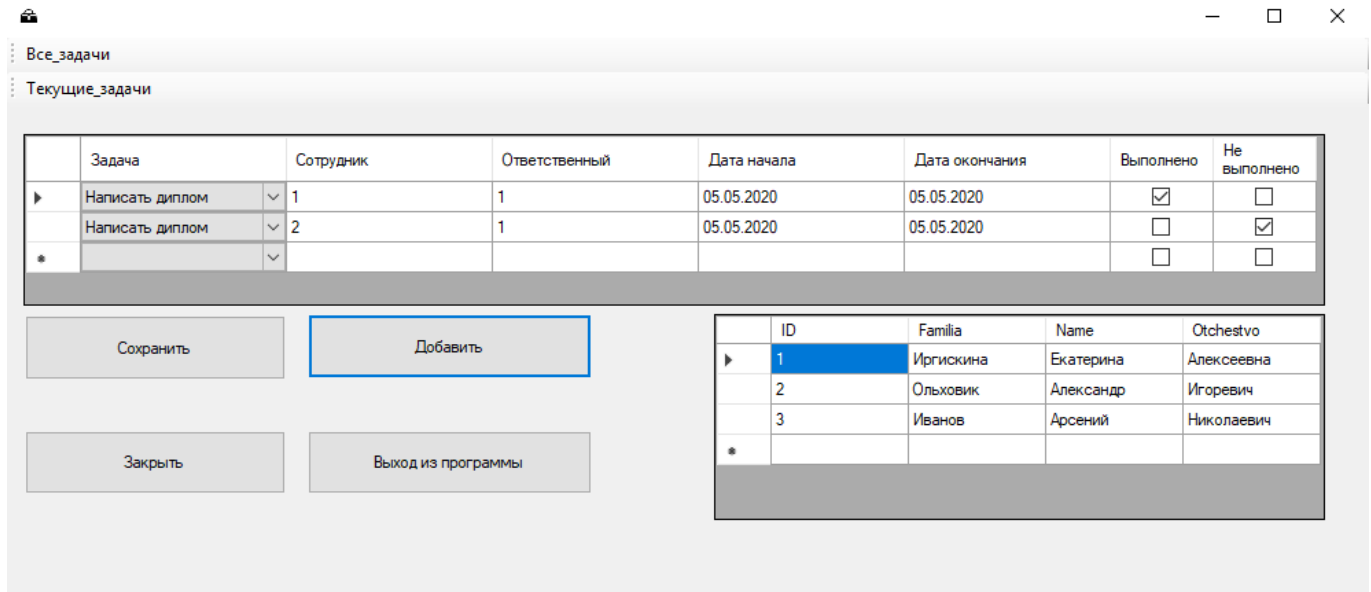 Все_задачи
Текущие_задачи
Задача Сотрудник Ответственный Дата начала Дата окончания Выполнено Не выполнено
Написать диплом 1 1 05.05.2020 05.05.2020
Написать диплом 2 1 05.05.2020 05.05.2020
Сохранить Добавить
Закрыть Выход из программы
ID Familia Name Otchestvo
1 Иргискина Екатерина Алексеевна
2 Ольховик Александр Игоревич
3 Иванов Арсений Николаевич